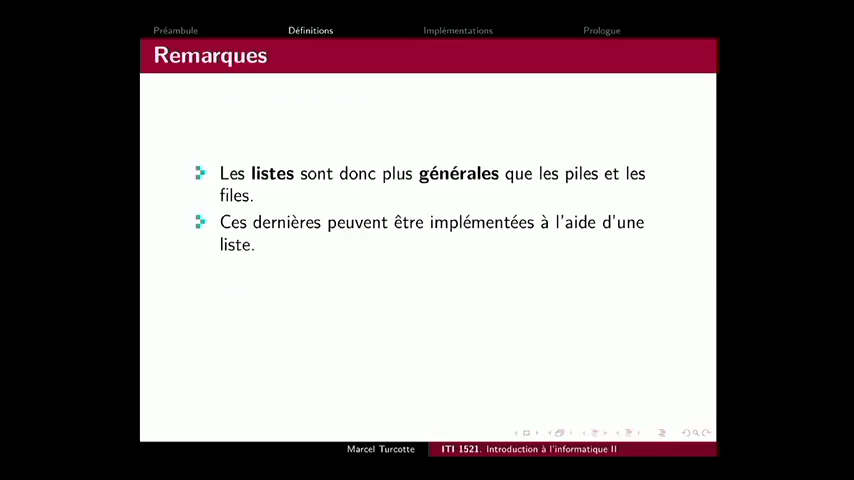 Préambule Définitions Implémentations Prologue
Remarques
Les listes sont donc plus générales que les piles et les
files.
Ces dernières peuvent être implémentées à l'aide d'une
liste.
Marcel Turcotte ITI 1521. Introduction à l'informatique II